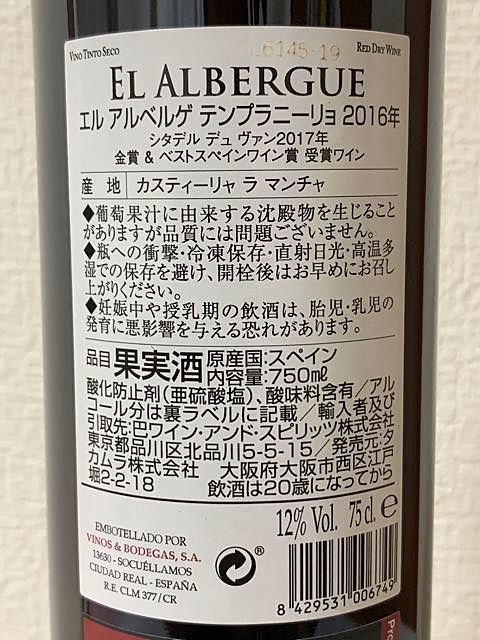 VINO TINTO SECO
L6145-19
RED DRY WINE
EL ALBERGUE
エル アルベルゲ テンプラニーリョ 2016年
シタデル デュ ヴァン2017年
金賞 & ベストスペインワイン賞 受賞ワイン
産 地 カスティーリャ ラ マンチャ
◆葡萄果汁に由来する沈殿物を生じること
がありますが品質には問題ございません。
◆瓶への衝撃・冷凍保存・直射日光・高温多
湿での保存を避け、開栓後はお早めにお召し
上がりください。
◆妊娠中や授乳期の飲酒は、胎児・乳児の
発育に悪影響を与える恐れがあります。
品目 果実酒 原産国:スペイン
内容量:750mℓ
酸化防止剤(亜硫酸塩)、酸味料含有/アル
コール分は裏ラベルに記載/輸入者及び
引取先:巴ワイン・アンド・スピリッツ株式会社
東京都品川区北品川5-5-15/発売元:タ
カムラ株式会社 大阪府大阪市西区江戸
堀2-2-18 飲酒は20歳になってから
12% Vol. 75 cl. e
EMBOTELLADO POR
VINOS & BODEGAS, S.A.
13630 - SOCUÉLLAMOS
CIUDAD REAL - ESPAÑA
R.E. CLM 377/CR
8 429531 006749